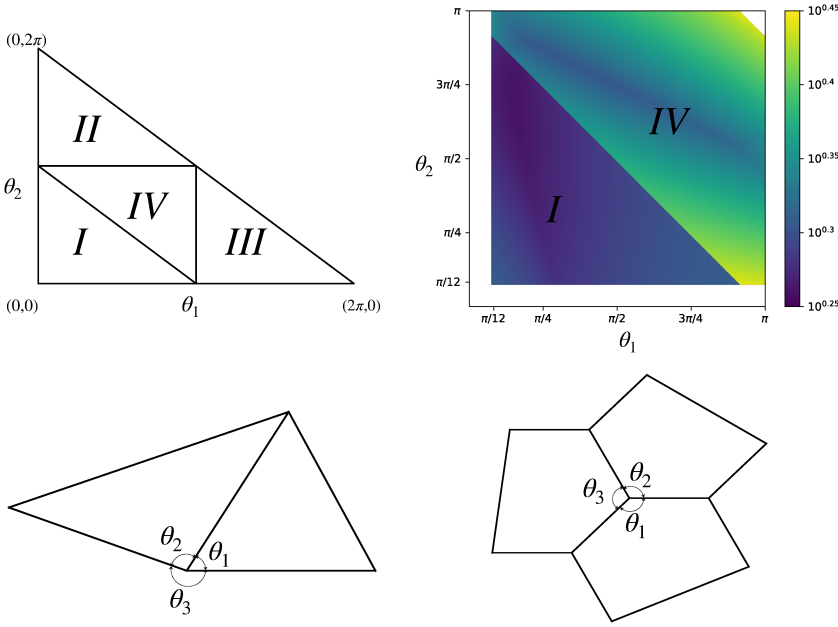 (0,2π)
II
θ2
IV
I
III
(0,0)
θ1
(2π,0)
π
3π/4
θ2
π/2
π/4
π/12
IV
I
π/12
π/4
π/2
3π/4
π
θ1
10^0.45
10^0.4
10^0.35
10^0.3
10^0.25
θ2
θ1
θ3
θ2
θ3
θ1